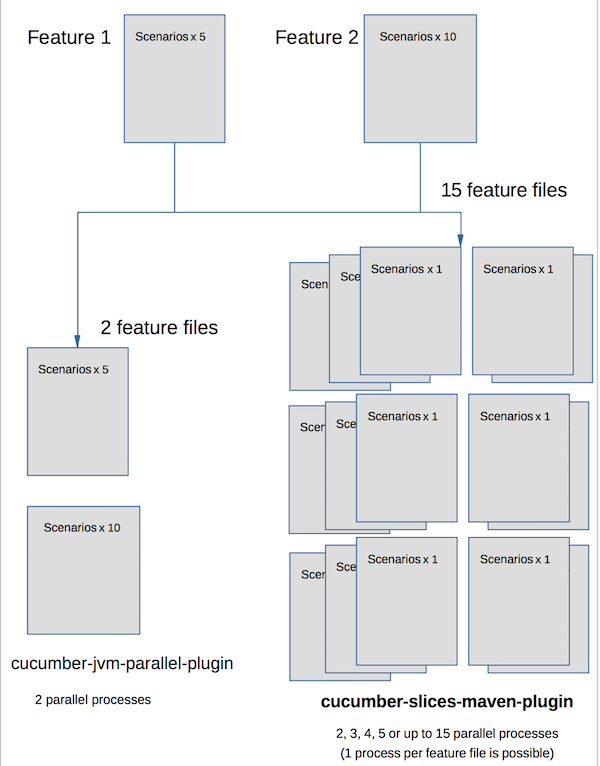 Feature 1
Scenarios x 5
Feature 2
Scenarios x 10
15 feature files
2 feature files
Scenarios x 5
Scenarios x 10
cucumber-jvm-parallel-plugin
2 parallel processes
Scen
Sce
Scenarios x 1
Scenarios x 1
Scer
Sce
Scenarios x 1
Scenarios x 1
Scer
Sce
Scenarios x 1
Scenarios x 1
cucumber-slices-maven-plugin
2, 3, 4, 5 or up to 15 parallel processes
(1 process per feature file is possible)